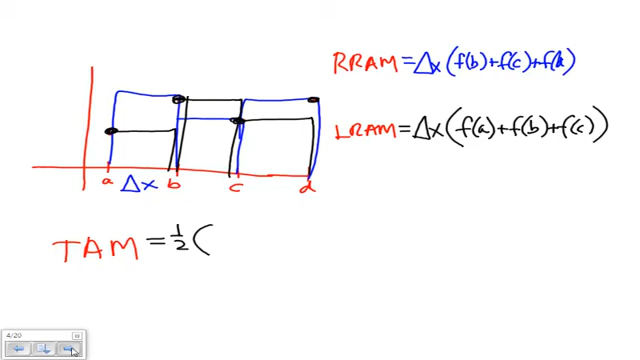 RRAM = Δx(f(b)+f(c)+f(d)
LRAM = Δx(f(a)+f(b)+f(c))
a Δx b c d
TAM = 1/2 (
4/20